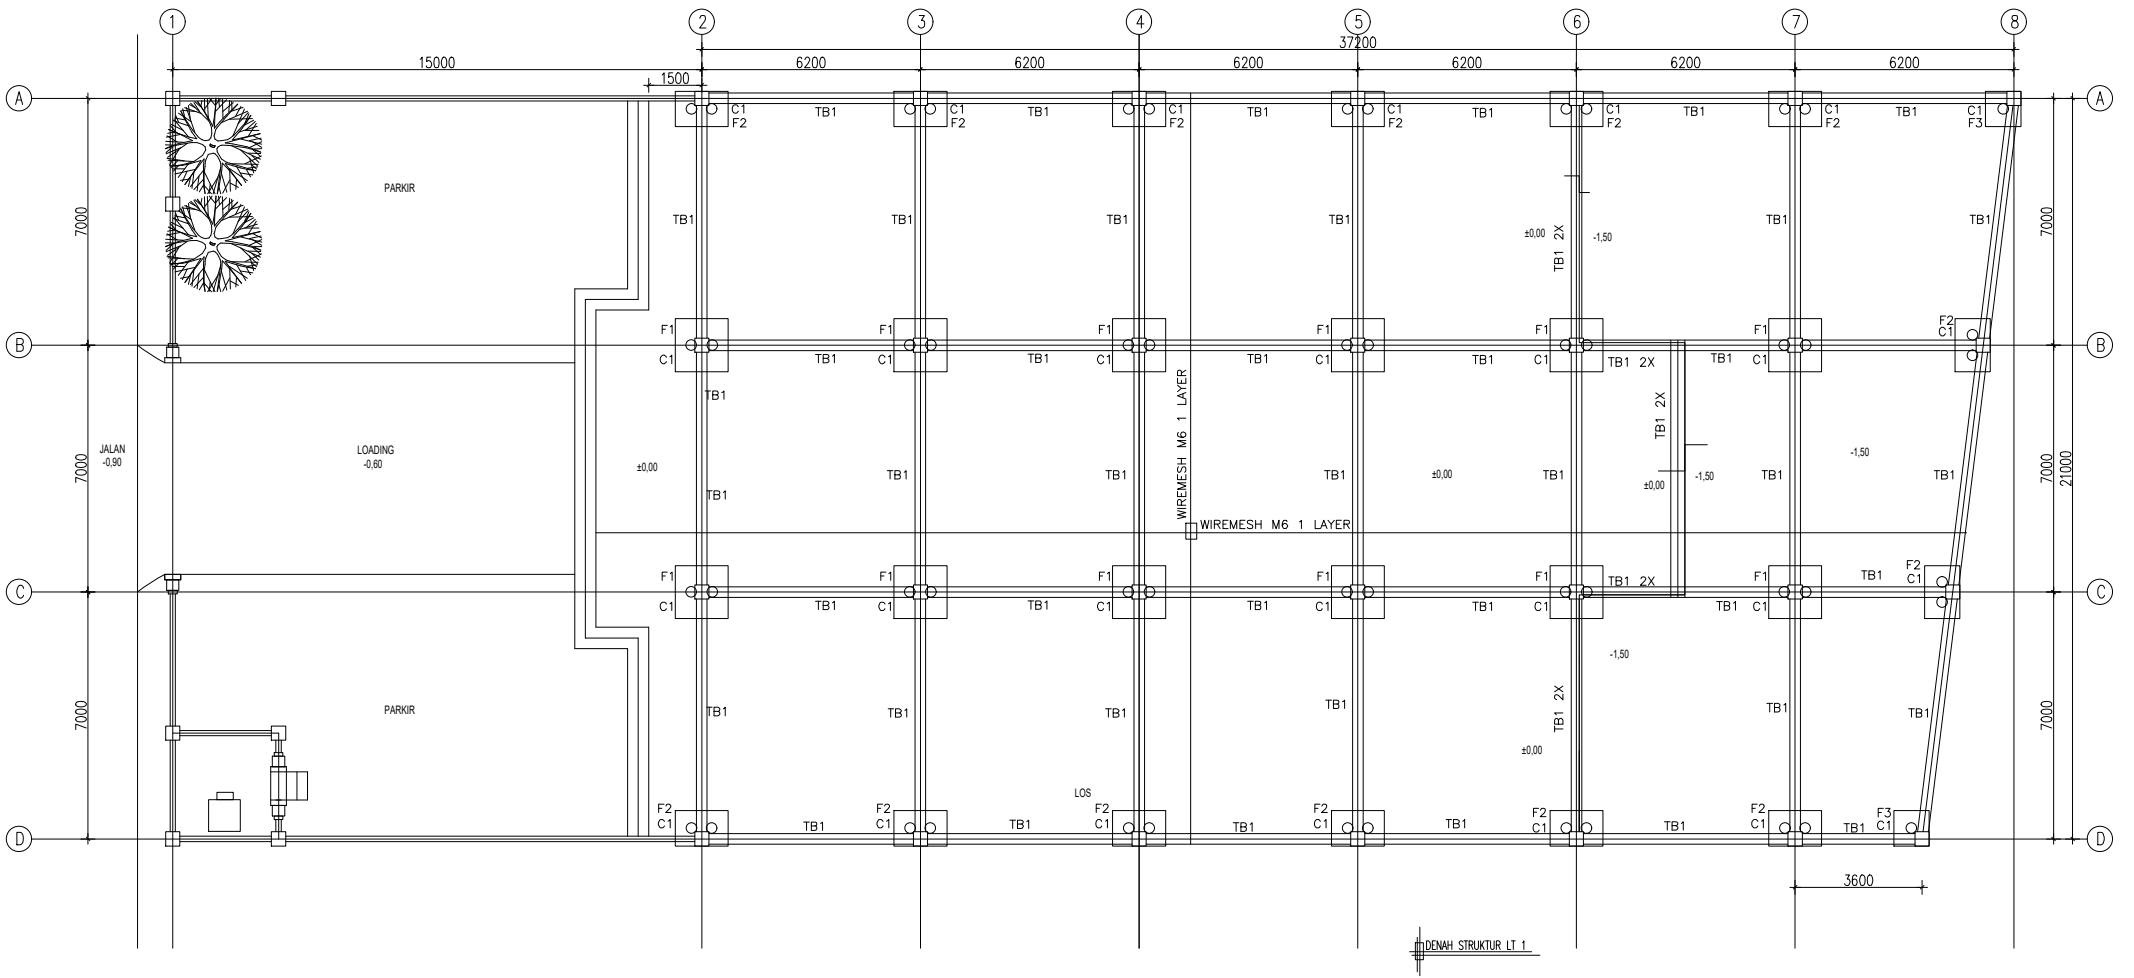 1 2 3 4 5 6 7 8
37200
15000 6200 6200 6200 6200 6200 6200
1500
A C1 C1 C1 C1 C1 C1 C1 A
TB1 TB1 TB1 TB1 TB1 TB1
F2 F2 F2 F2 F2 F2 F3
PARKIR
7000 TB1 TB1 TB1 TB1 TB1 TB1 7000
±0,00 TB1 2X -1,50
F1 F1 F1 F1 F1 F1 F2
C1
B B
C1 TB1 C1 TB1 C1 TB1 C1 TB1 C1 TB1 2X TB1 C1
TB1
WIREMESH M6 1 LAYER
TB1 2X
JALAN LOADING -1,50
-0,90 -0,60
7000 ±0,00 TB1 TB1 TB1 ±0,00 TB1 -1,50 TB1 TB1 7000 21000
±0,00
TB1
WIREMESH M6 1 LAYER
F2
F1 F1 F1 F1 F1 TB1 2X F1 TB1 C1
C C
C1 TB1 C1 TB1 C1 TB1 C1 TB1 C1 TB1 C1
-1,50
PARKIR
7000 TB1 TB1 TB1 TB1 TB1 2X TB1 TB1 7000
±0,00
LOS
F2 F2 F2 F2 F2 F2 F3
C1 TB1 C1 TB1 C1 TB1 C1 TB1 C1 TB1 C1 TB1 C1
D D
3600
DENAH STRUKTUR LT 1